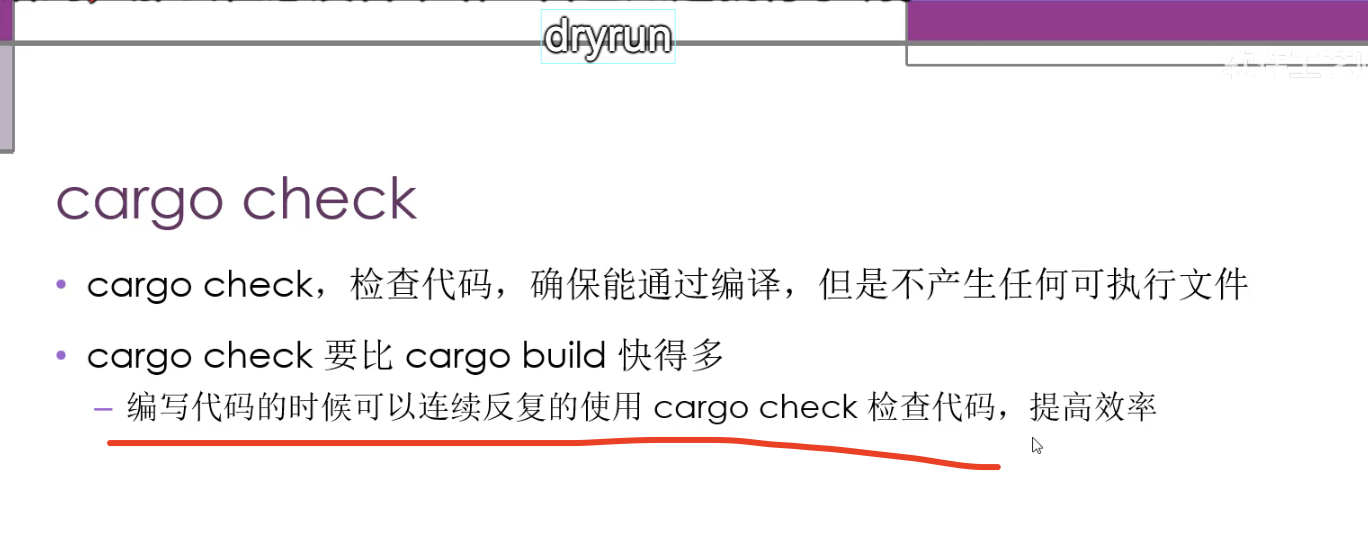 dryrun
cargo check
• cargo check，检查代码，确保能通过编译，但是不产生任何可执行文件
• cargo check 要比 cargo build 快得多
– 编写代码的时候可以连续反复的使用 cargo check 检查代码，提高效率